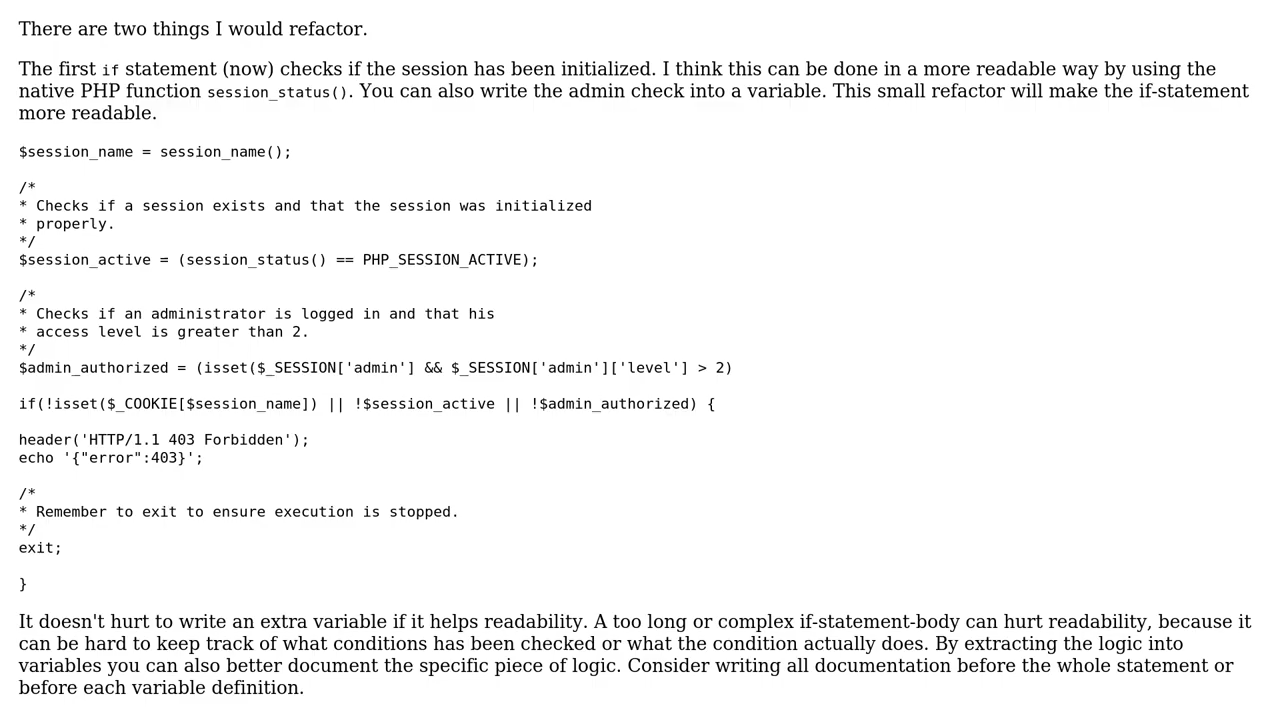 There are two things I would refactor.
The first if statement (now) checks if the session has been initialized. I think this can be done in a more readable way by using the
native PHP function session_status(). You can also write the admin check into a variable. This small refactor will make the if-statement
more readable.
$session_name = session_name();
/*
* Checks if a session exists and that the session was initialized
* properly.
*/
$session_active = (session_status() == PHP_SESSION_ACTIVE);
/*
* Checks if an administrator is logged in and that his
* access level is greater than 2.
*/
$admin_authorized = (isset($_SESSION['admin'] && $_SESSION['admin']['level'] > 2)
if(!isset($_COOKIE[$session_name]) || !$session_active || !$admin_authorized) {
header('HTTP/1.1 403 Forbidden');
echo '{"error":403}';
/*
* Remember to exit to ensure execution is stopped.
*/
exit;
}
It doesn't hurt to write an extra variable if it helps readability. A too long or complex if-statement-body can hurt readability, because it
can be hard to keep track of what conditions has been checked or what the condition actually does. By extracting the logic into
variables you can also better document the specific piece of logic. Consider writing all documentation before the whole statement or
before each variable definition.